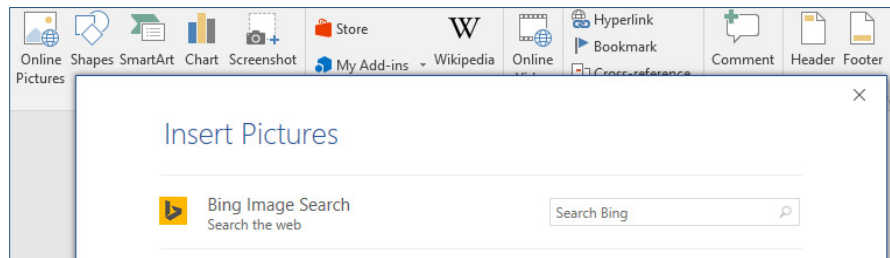 Online Pictures
Shapes
SmartArt
Chart
Screenshot
Store
My Add-ins
W
Wikipedia
Online
Hyperlink
Bookmark
Cross-reference
Comment
Header
Footer
Insert Pictures
Bing Image Search
Search the web
Search Bing